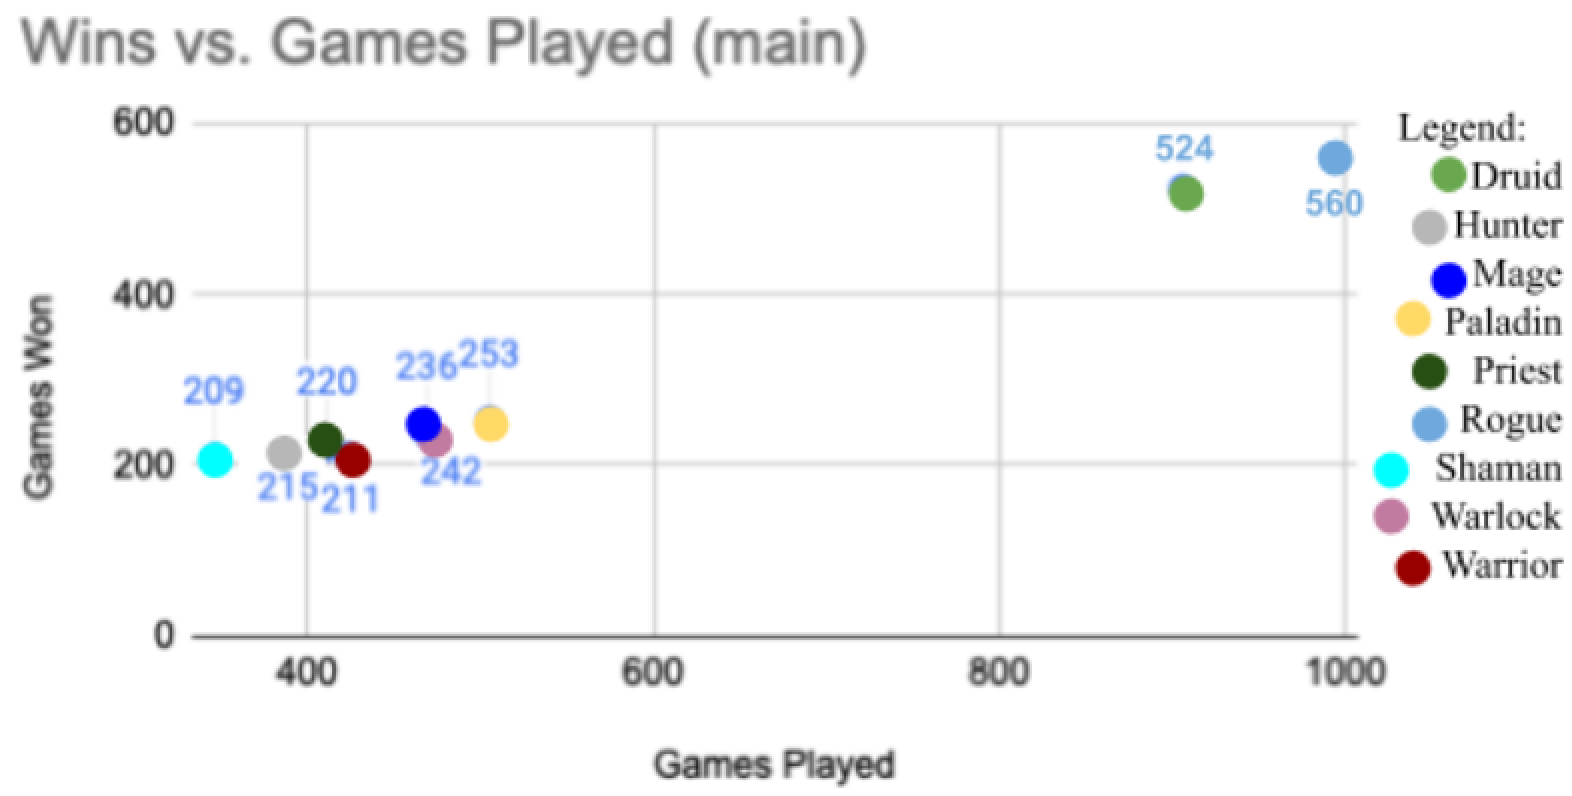 Wins vs. Games Played (main)
600
400
200
0
Games Won
209
220
236
253
215
211
242
524
560
400
600
800
1000
Games Played
Legend:
Druid
Hunter
Mage
Paladin
Priest
Rogue
Shaman
Warlock
Warrior